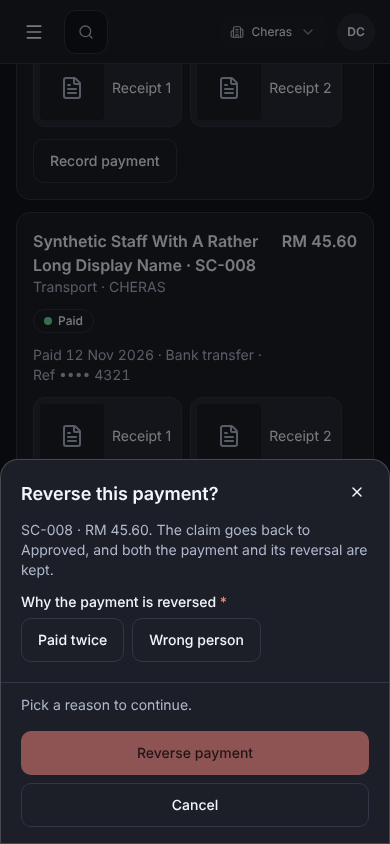 Cheras
DC
Receipt 1
Receipt 2
Record payment
Synthetic Staff With A Rather RM 45.60
Long Display Name · SC-008
Transport · CHERAS
Paid
Paid 12 Nov 2026 · Bank transfer ·
Ref •••• 4321
Receipt 1
Receipt 2
Reverse this payment?
SC-008 · RM 45.60. The claim goes back to
Approved, and both the payment and its reversal are
kept.
Why the payment is reversed *
Paid twice
Wrong person
Pick a reason to continue.
Reverse payment
Cancel